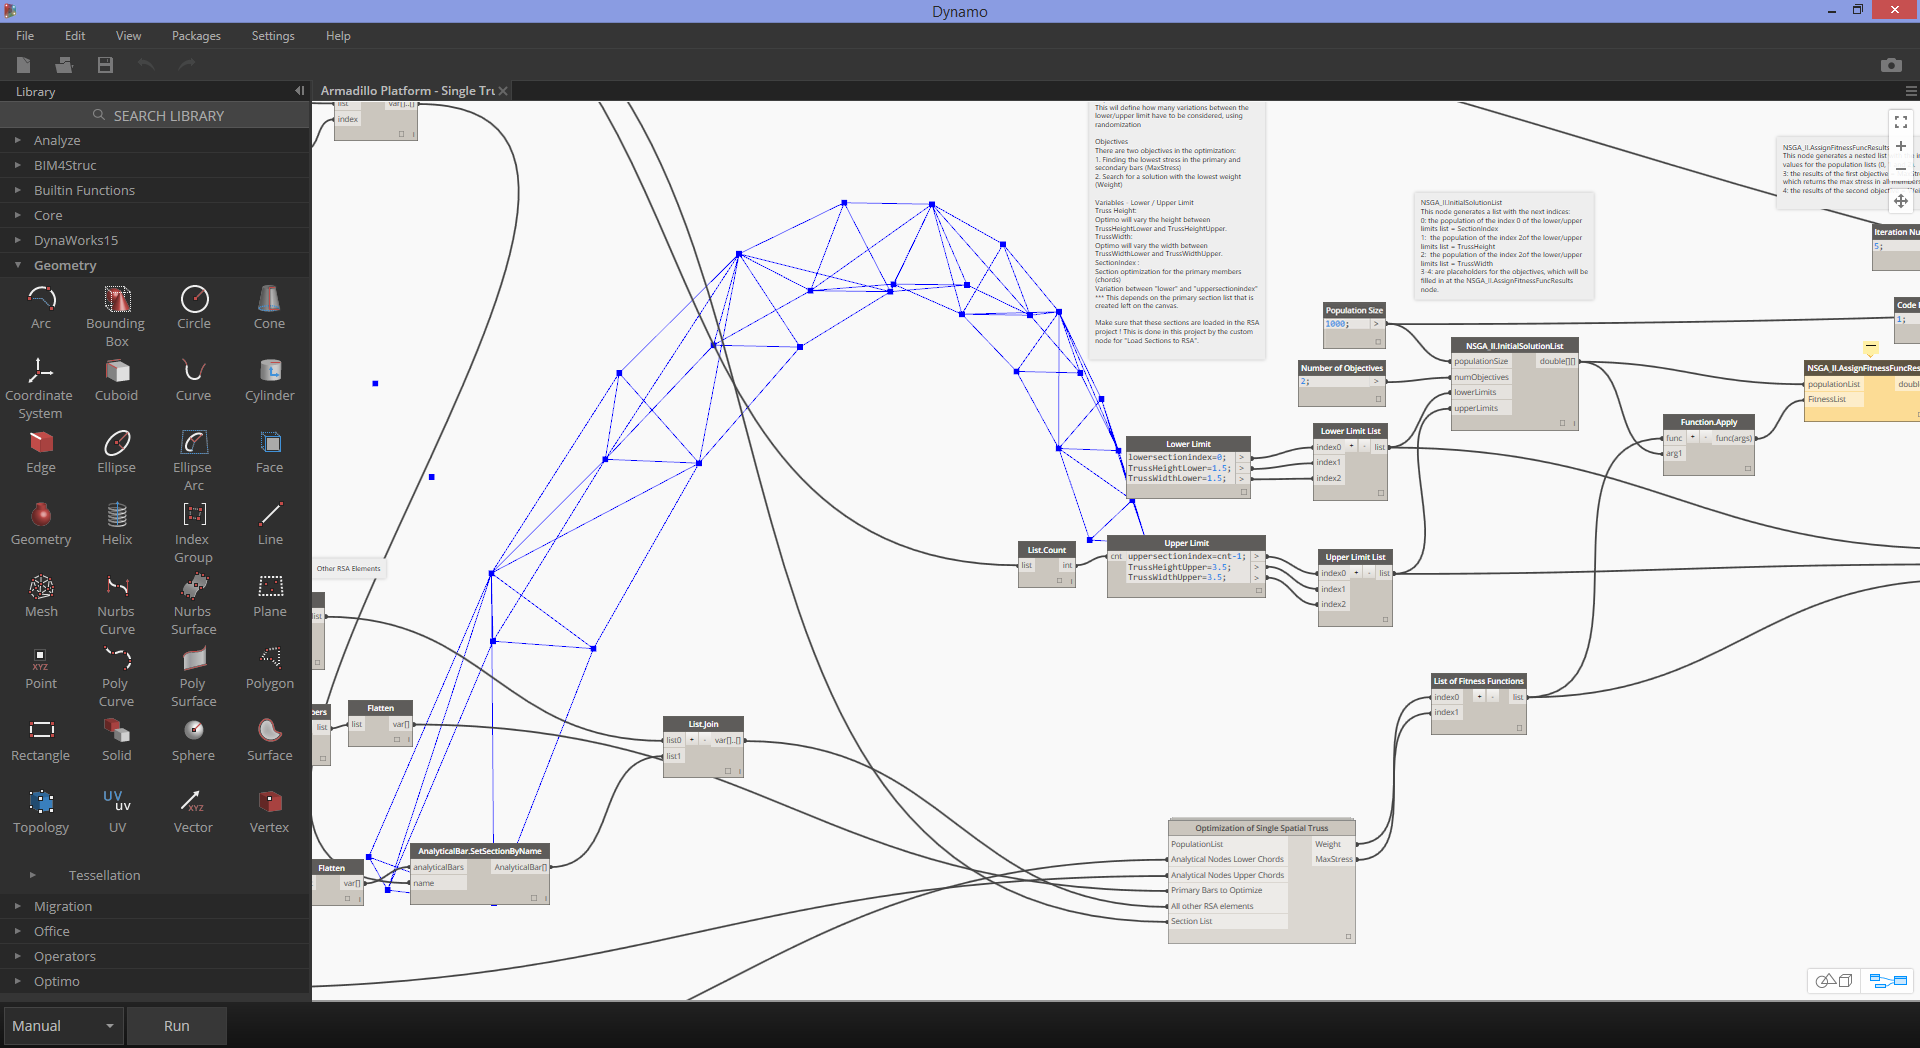 Dynamo
File Edit View Packages Settings Help
Library
Armadillo Platform - Single Tru
SEARCH LIBRARY
Analyze
BIM4Struc
Builtin Functions
Core
DynaWorks15
Geometry
Arc
Bounding
Box
Circle
Cone
Coordinate
System
Cuboid
Curve
Cylinder
Edge
Ellipse
Ellipse
Arc
Face
Geometry
Helix
Index
Group
Line
Mesh
Nurbs
Curve
Nurbs
Surface
Plane
XYZ
Point
Poly
Curve
Poly
Surface
Polygon
Rectangle
Solid
Sphere
Surface
Topology
UV
uv
UV
XYZ
Vector
Vertex
Tessellation
Migration
Office
Operators
Optimo
Manual
Run
list var[]..[]
index
Other RSA Elements
list
bers
list
Flatten
list var[]
Flatten
var[]
AnalyticalBar.SetSectionByName
analyticalBars AnalyticalBar[]
name
List.Join
list0 + - var[]..[]
list1
This wil define how many variations between the
lower/upper limit have to be considered, using
randomization
Objectives
There are two objectives in the optimization:
1. Finding the lowest stress in the primary and
secondary bars (MaxStress)
2. Search for a solution with the lowest weight
(Weight)
Variables - Lower / Upper Limit
Truss Height:
Optimo will vary the height between
TrussHeightLower and TrussHeightUpper.
TrussWidth:
Optimo will vary the width between
TrussWidthLower and TrussWidthUpper.
SectionIndex :
Section optimization for the primary members
(chords)
Variation between "lower" and "uppersectionindex"
*** This depends on the primary section list that is
created left on the canvas.
Make sure that these sections are loaded in the RSA
project ! This is done in this project by the custom
node for "Load Sections to RSA".
Lower Limit
lowersectionindex=0; >
TrussHeightLower=1.5; >
TrussWidthLower=1.5; >
List.Count
list int
Upper Limit
cnt uppersectionindex=cnt-1; >
TrussHeightUpper=3.5; >
TrussWidthUpper=3.5; >
Lower Limit List
index0 + - list
index1
index2
Upper Limit List
index0 + - list
index1
index2
Population Size
1000; >
Number of Objectives
2; >
NSGA_II.InitialSolutionList
This node generates a list with the next indices:
0: the population of the index 0 of the lower/upper
limits list = SectionIndex
1: the population of the index 2of the lower/upper
limits list = TrussHeight
2: the population of the index 2of the lower/upper
limits list = TrussWidth
3-4: are placeholders for the objectives, which will be
filled in at the NSGA_II.AssignFitnessFuncResults
node.
NSGA_II.InitialSolutionList
populationSize double[][]
numObjectives
lowerLimits
upperLimits
Function.Apply
func + - func(args)
arg1
NSGA_II.AssignFitnessFuncResults
This node generates a nested list
values for the population lists (0,
3: the results of the first objective
which returns the max stress in all members
4: the results of the second objec
Iteration Nu
5;
Code
1;
NSGA_II.AssignFitnessFuncRes
populationList doubl
FitnessList
List of Fitness Functions
index0 + - list
index1
Optimization of Single Spatial Truss
PopulationList Weight
Analytical Nodes Lower Chords MaxStress
Analytical Nodes Upper Chords
Primary Bars to Optimize
All other RSA elements
Section List